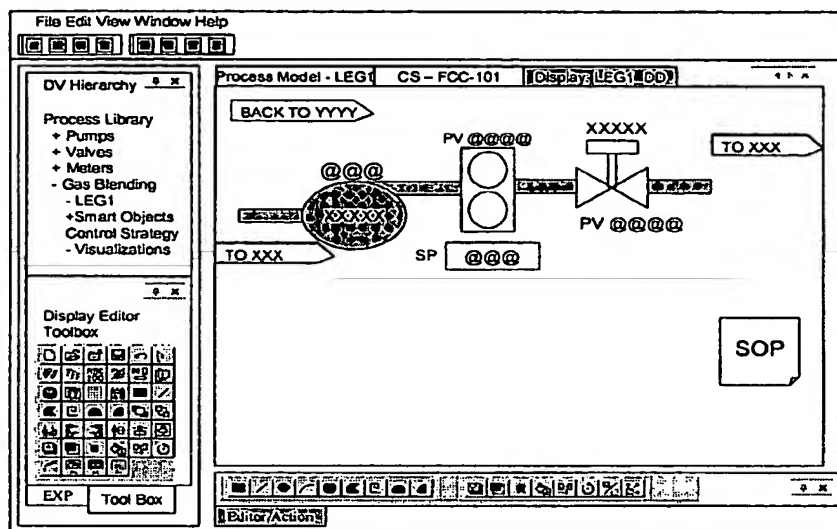 File Edit View Window Help
DV Hierarchy
Process Library
+ Pumps
+ Valves
+ Meters
- Gas Blending
- LEG1
+Smart Objects
Control Strategy
- Visualizations
Display Editor
Toolbox
EXP
Tool Box
Process Model - LEG1
CS – FCC-101
Display: LEG1_DD
BACK TO YYYY
PV @@@@
XXXXX
TO XXX
@@@
XXXX
PV @@@@
TO XXX
SP
@@@
SOP
Editor/Action